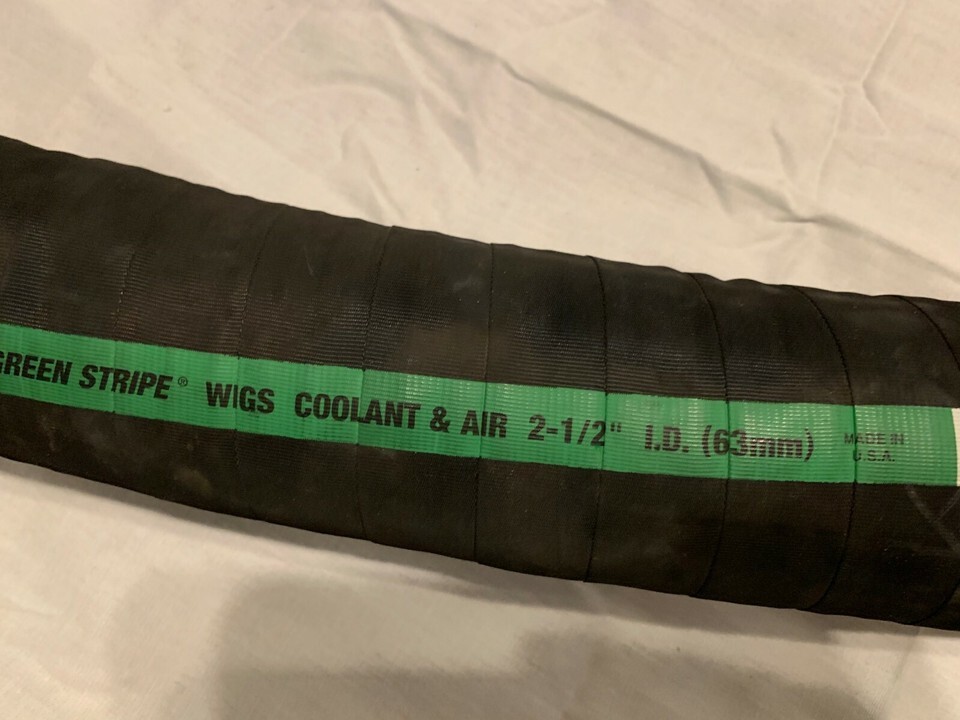 GREEN STRIPE® WIGS COOLANT & AIR 2-1/2" I.D. (63mm)
MADE IN
U.S.A.